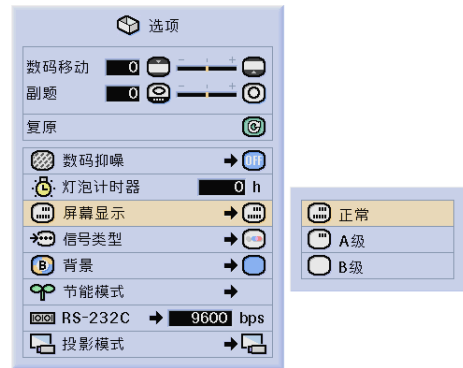 选项
数码移动 0 - +
副题 0 - +
复原
数码抑噪 OFF
灯泡计时器 0 h
屏幕显示
信号类型
B 背景
节能模式
RS-232C 9600 bps
投影模式
正常
A级
B级